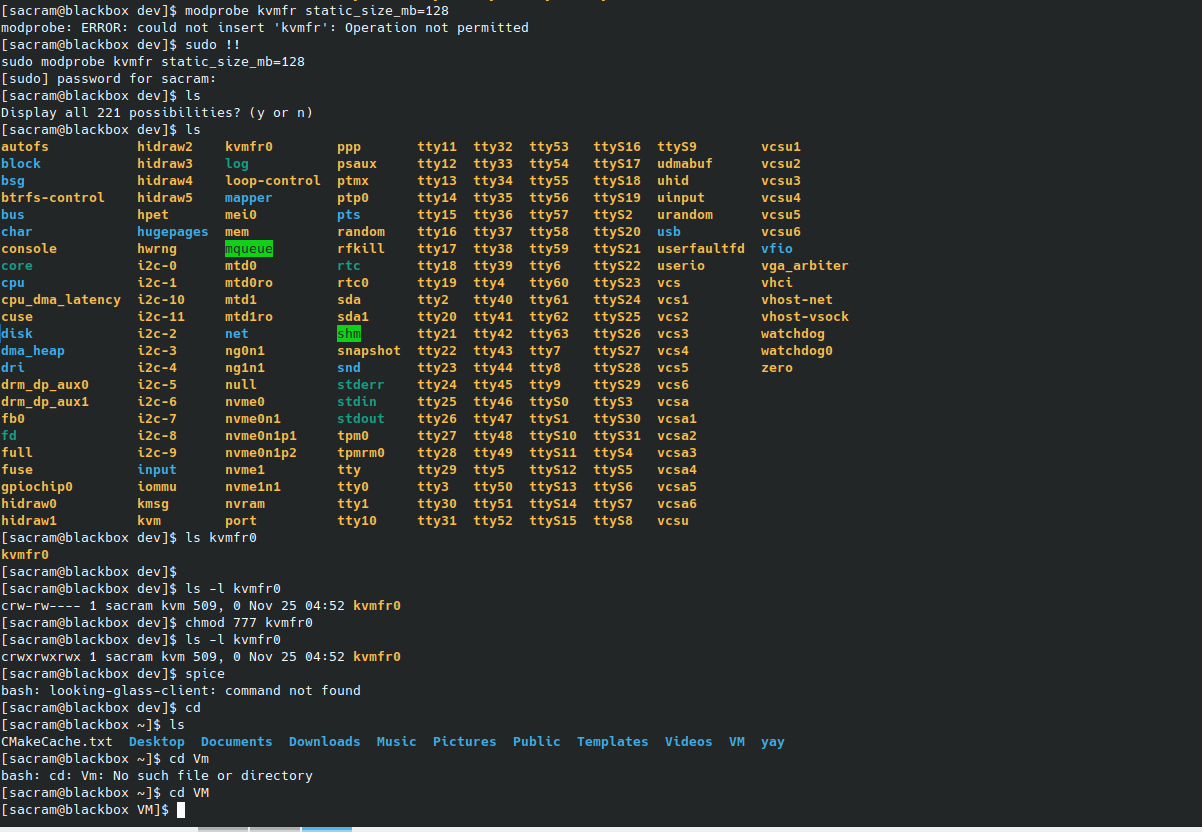 [sacram@blackbox dev]$ modprobe kvmfr static_size_mb=128
modprobe: ERROR: could not insert 'kvmfr': Operation not permitted
[sacram@blackbox dev]$ sudo !!
sudo modprobe kvmfr static_size_mb=128
[sudo] password for sacram:
[sacram@blackbox dev]$ ls
Display all 221 possibilities? (y or n)
[sacram@blackbox dev]$ ls
autofs hidraw2 kvmfr0 ppp tty11 tty32 tty53 ttyS16 ttyS9 vcsu1
block hidraw3 log psaux tty12 tty33 tty54 ttyS17 udmabuf vcsu2
bsg hidraw4 loop-control ptmx tty13 tty34 tty55 ttyS18 uhid vcsu3
btrfs-control hidraw5 mapper ptp0 tty14 tty35 tty56 ttyS19 uinput vcsu4
bus hpet mei0 pts tty15 tty36 tty57 ttyS2 urandom vcsu5
char hugepages mem random tty16 tty37 tty58 ttyS20 usb vcsu6
console hwrng mqueue rfkill tty17 tty38 tty59 ttyS21 userfaultfd vfio
core i2c-0 mtd0 rtc tty18 tty39 tty6 ttyS22 userio vga_arbiter
cpu i2c-1 mtd0ro rtc0 tty19 tty4 tty60 ttyS23 vcs vhci
cpu_dma_latency i2c-10 mtd1 sda tty2 tty40 tty61 ttyS24 vcs1 vhost-net
cuse i2c-11 mtd1ro sda1 tty20 tty41 tty62 ttyS25 vcs2 vhost-vsock
disk i2c-2 net shm tty21 tty42 tty63 ttyS26 vcs3 watchdog
dma_heap i2c-3 ng0n1 snapshot tty22 tty43 tty7 ttyS27 vcs4 watchdog0
dri i2c-4 ng1n1 snd tty23 tty44 tty8 ttyS28 vcs5 zero
drm_dp_aux0 i2c-5 null stderr tty24 tty45 tty9 ttyS29 vcs6
drm_dp_aux1 i2c-6 nvme0 stdin tty25 tty46 ttyS0 ttyS3 vcsa
fb0 i2c-7 nvme0n1 stdout tty26 tty47 ttyS1 ttyS30 vcsa1
fd i2c-8 nvme0n1p1 tpm0 tty27 tty48 ttyS10 ttyS31 vcsa2
full i2c-9 nvme0n1p2 tpmrm0 tty28 tty49 ttyS11 ttyS4 vcsa3
fuse input nvme1 tty tty29 tty5 ttyS12 ttyS5 vcsa4
gpiochip0 iommu nvme1n1 tty0 tty3 tty50 ttyS13 ttyS6 vcsa5
hidraw0 kmsg nvram tty1 tty30 tty51 ttyS14 ttyS7 vcsa6
hidraw1 kvm port tty10 tty31 tty52 ttyS15 ttyS8 vcsu
[sacram@blackbox dev]$ ls kvmfr0
kvmfr0
[sacram@blackbox dev]$
[sacram@blackbox dev]$ ls -l kvmfr0
crw-rw---- 1 sacram kvm 509, 0 Nov 25 04:52 kvmfr0
[sacram@blackbox dev]$ chmod 777 kvmfr0
[sacram@blackbox dev]$ ls -l kvmfr0
crwxrwxrwx 1 sacram kvm 509, 0 Nov 25 04:52 kvmfr0
[sacram@blackbox dev]$ spice
bash: looking-glass-client: command not found
[sacram@blackbox dev]$ cd
[sacram@blackbox ~]$ ls
CMakeCache.txt Desktop Documents Downloads Music Pictures Public Templates Videos VM yay
[sacram@blackbox ~]$ cd Vm
bash: cd: Vm: No such file or directory
[sacram@blackbox ~]$ cd VM
[sacram@blackbox VM]$